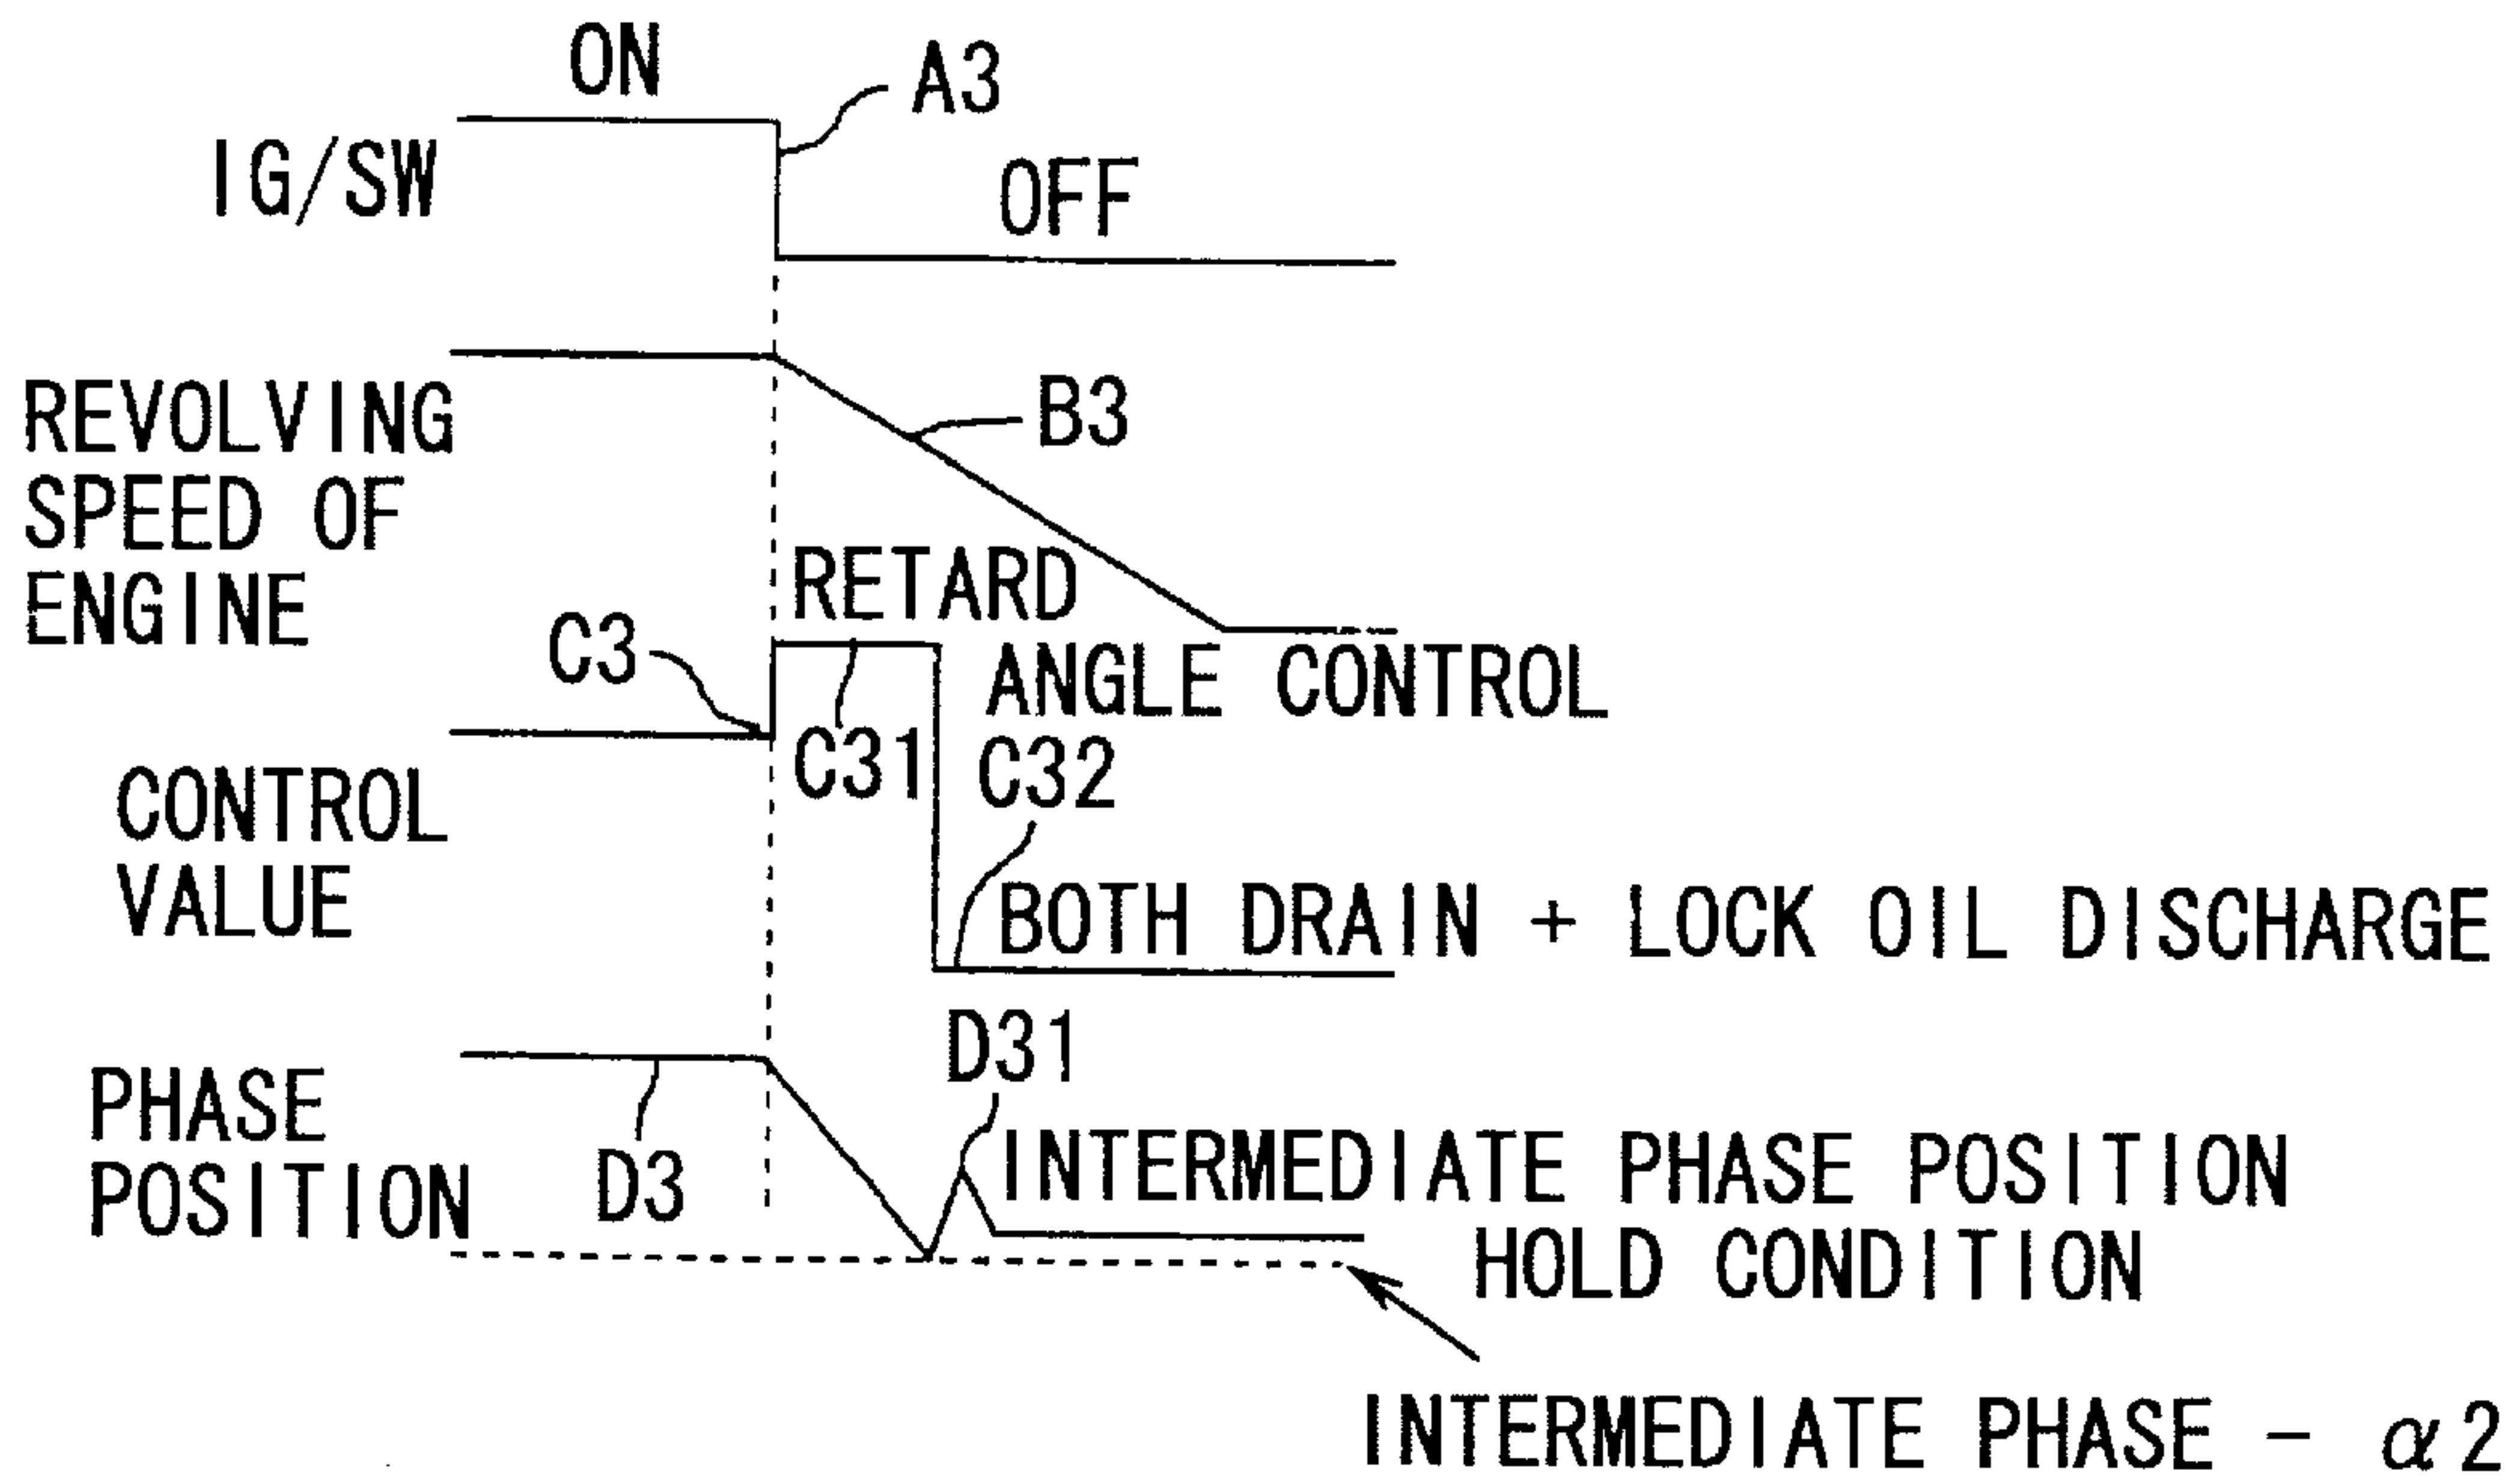 ON
A3
IG/SW
OFF
REVOLVING
SPEED OF
ENGINE
B3
RETARD
ANGLE CONTROL
C3
C31
C32
CONTROL
VALUE
BOTH DRAIN + LOCK OIL DISCHARGE
D31
PHASE
POSITION
D3
INTERMEDIATE PHASE POSITION
HOLD CONDITION
INTERMEDIATE PHASE - α2